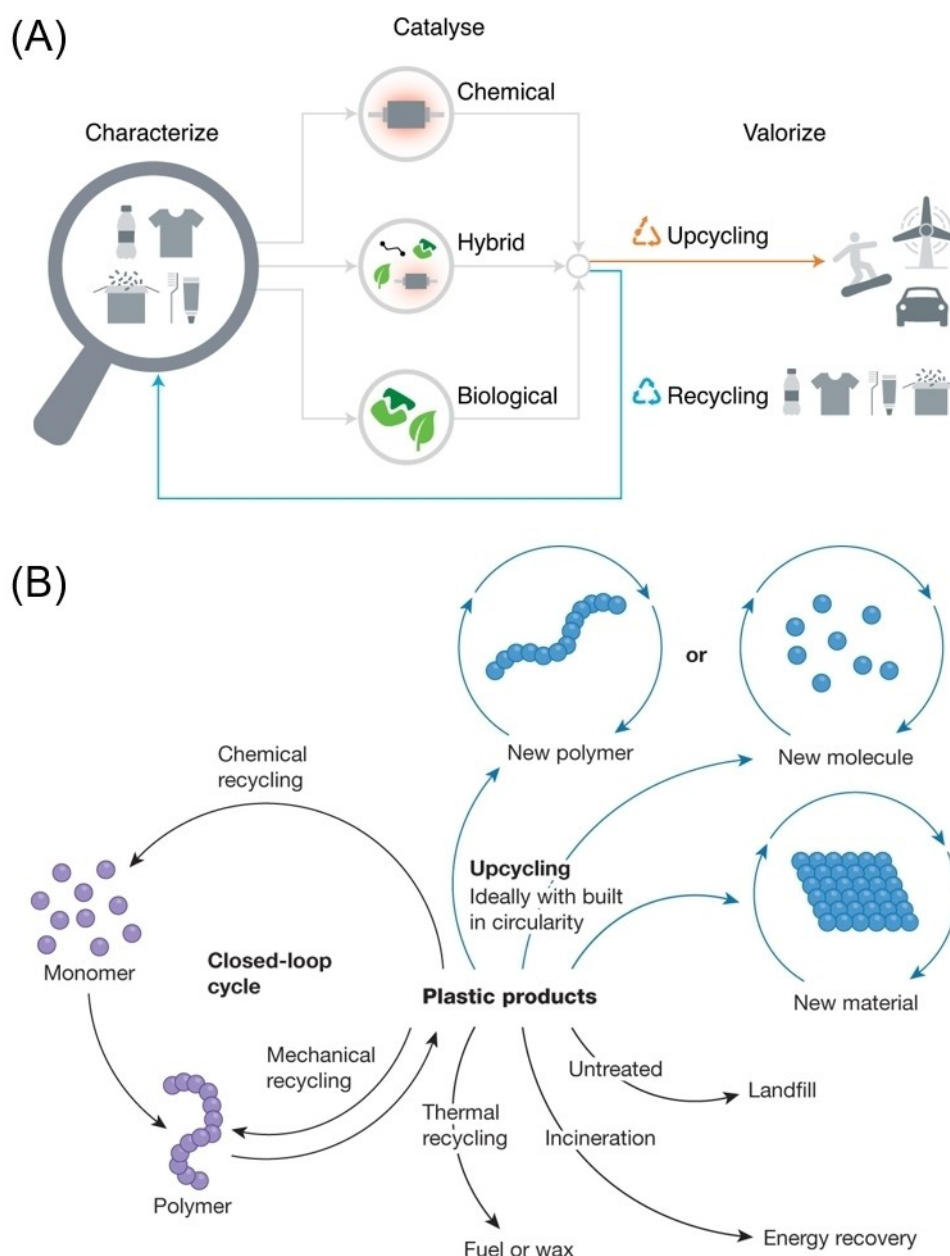 (A)
Catalyse
Characterize
Chemical
Valorize
Hybrid
Upcycling
Biological
Recycling
(B)
or
New polymer
New molecule
Chemical
recycling
Upcycling
Ideally with built
in circularity
Monomer
Closed-loop
cycle
Plastic products
New material
Mechanical
recycling
Untreated
Landfill
Thermal
recycling
Incineration
Polymer
Fuel or wax
Energy recovery